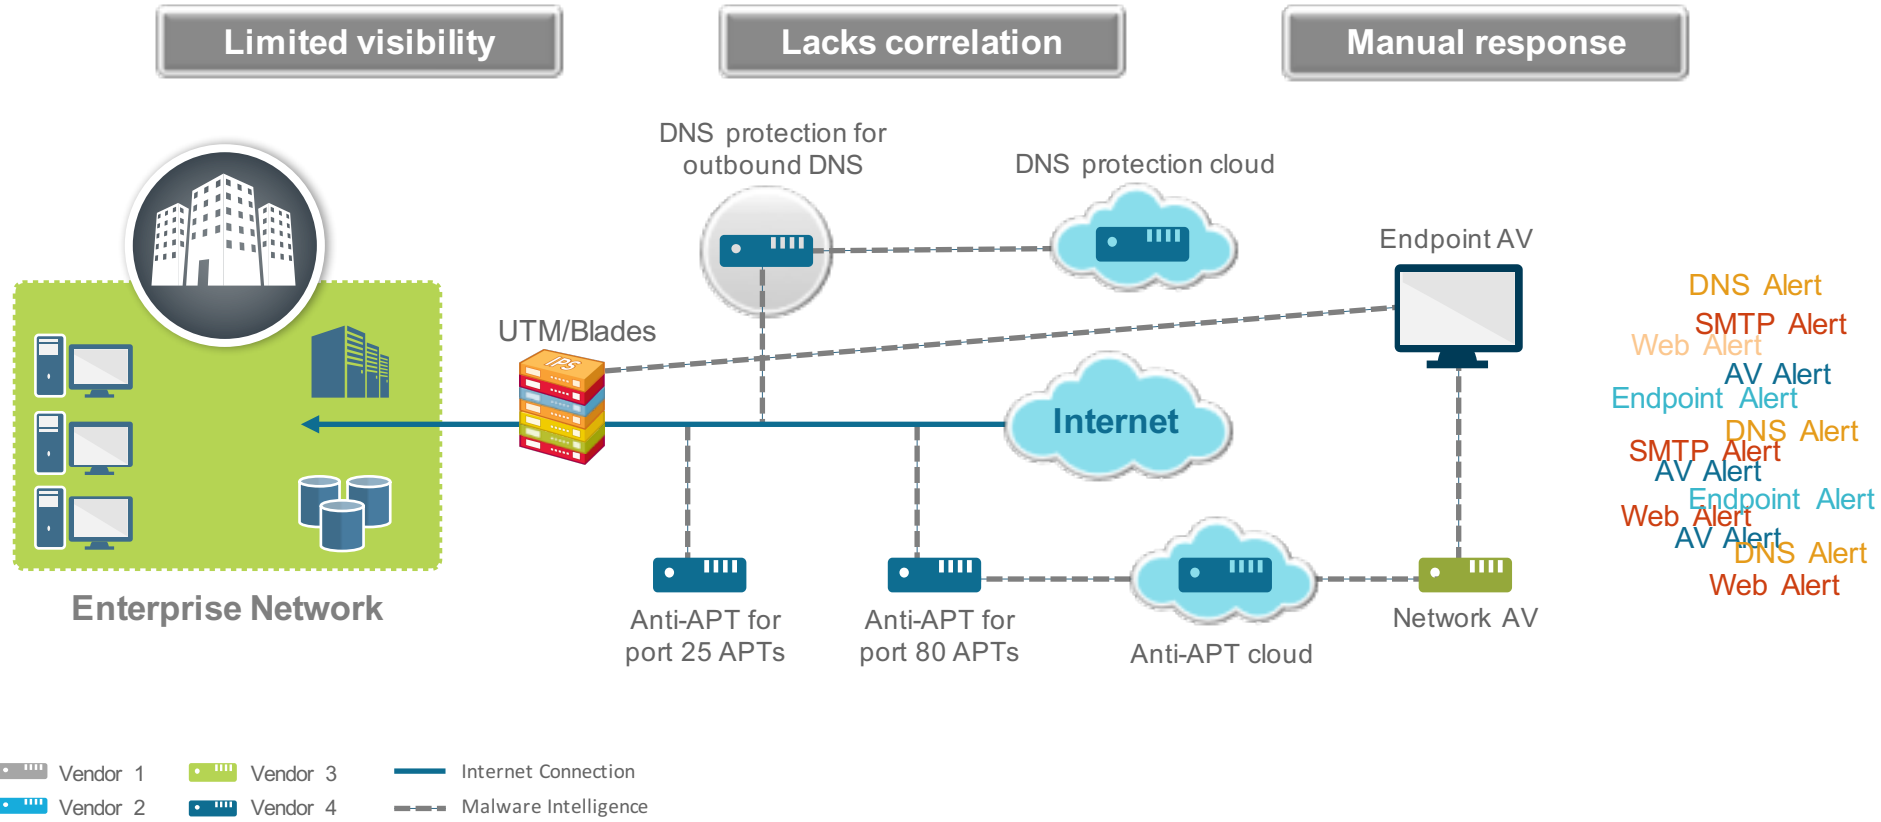 Limited visibility
Lacks correlation
Manual response
DNS protection for
outbound DNS
DNS protection cloud
Endpoint AV
UTM/Blades
IPS
Internet
Enterprise Network
Anti-APT for
port 25 APTs
Anti-APT for
port 80 APTs
Anti-APT cloud
Network AV
DNS Alert
SMTP Alert
Web Alert
AV Alert
Endpoint Alert
DNS Alert
SMTP Alert
AV Alert
Endpoint Alert
Web Alert
AV Alert
DNS Alert
Web Alert
Vendor 1
Vendor 3
Internet Connection
Vendor 2
Vendor 4
Malware Intelligence